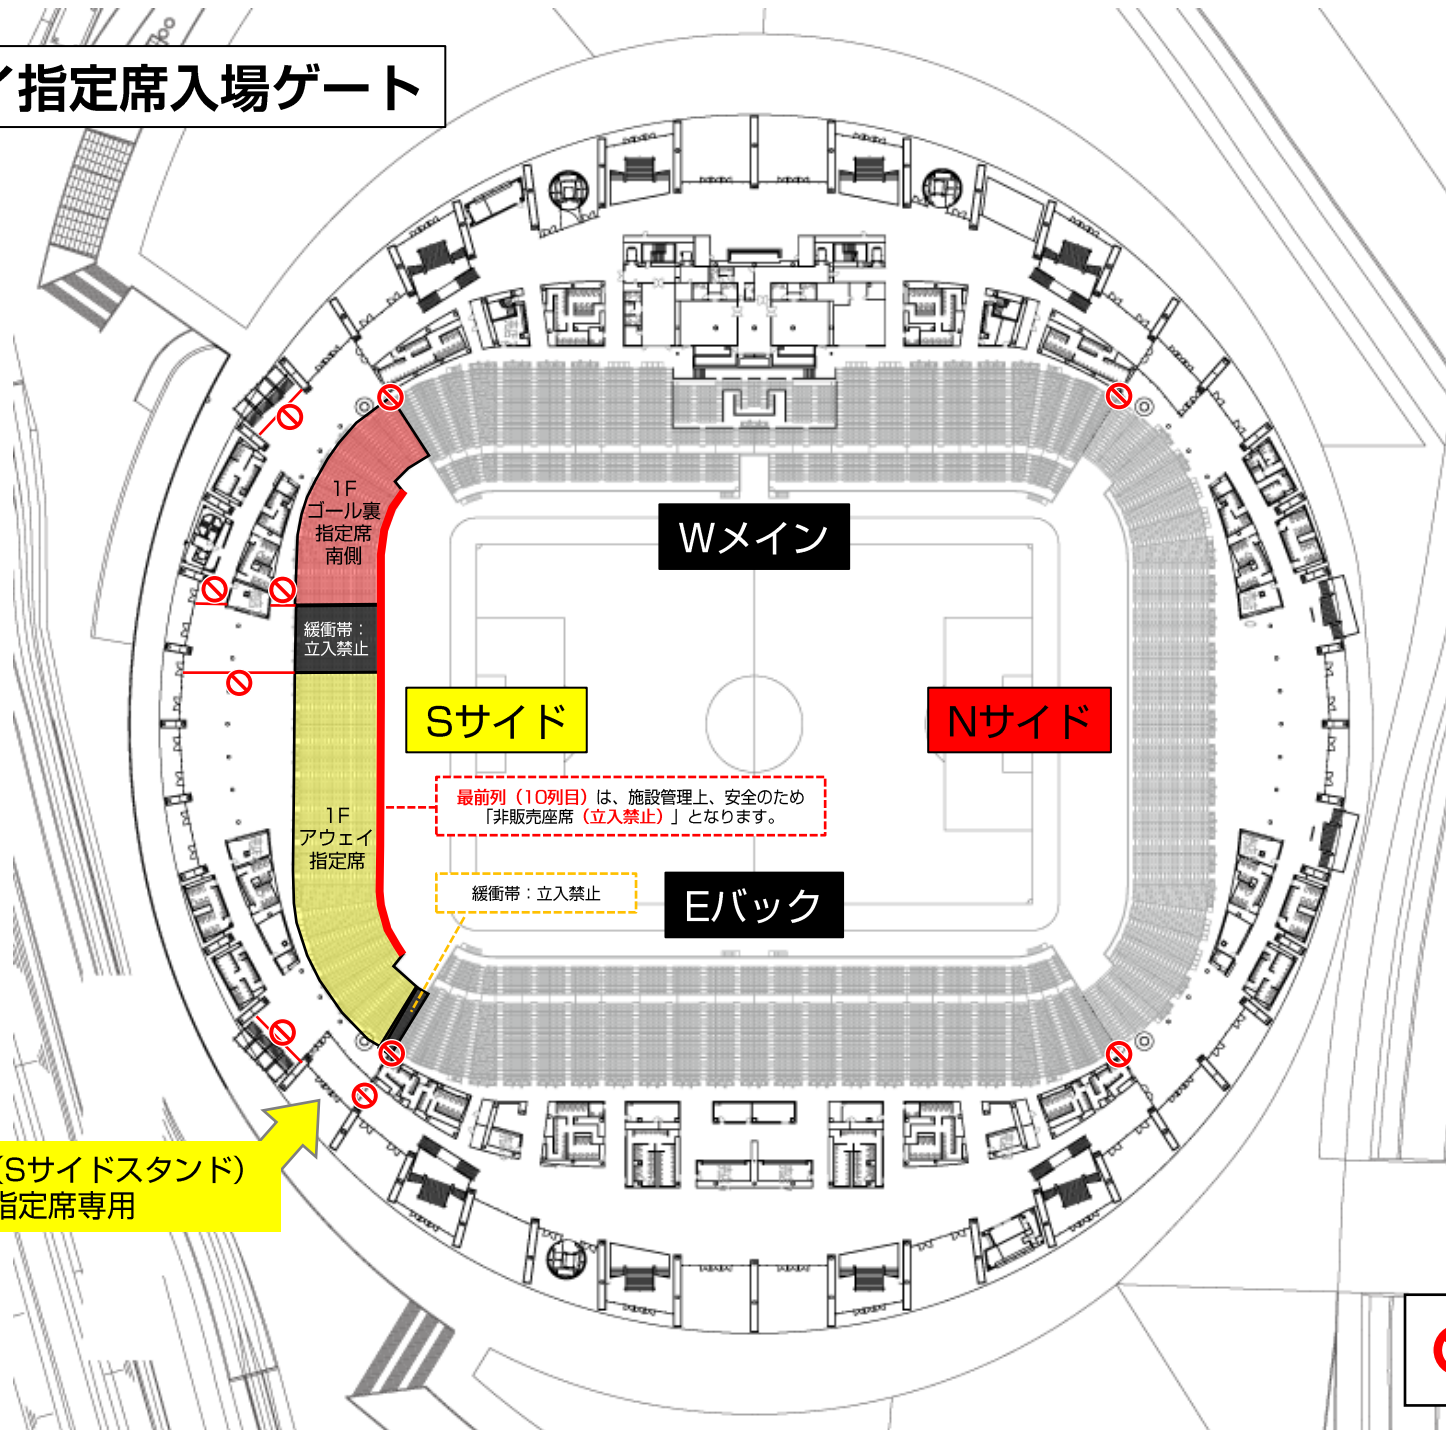 イ指定席入場ゲート
1F
ゴール裏
指定席
南側
Wメイン
緩衝帯：
立入禁止
Sサイド
Nサイド
最前列（10列目）は、施設管理上、安全のため
「非販売座席（立入禁止）」となります。
1F
アウェイ
指定席
緩衝帯：立入禁止
Eバック
（Sサイドスタンド）
指定席専用